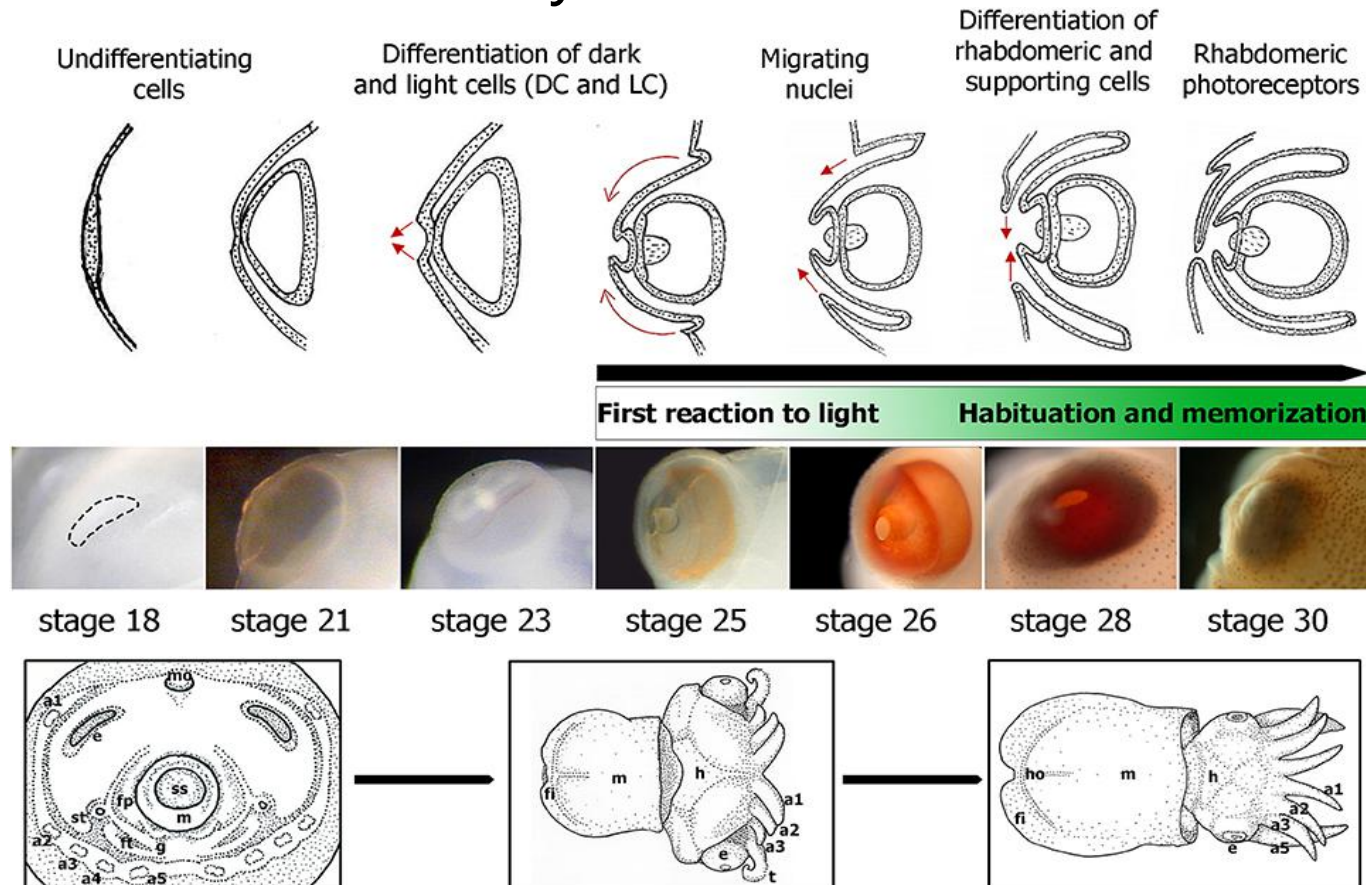 Undifferentiating
cells
Differentiation of dark
and light cells (DC and LC)
Migrating
nuclei
Differentiation of
rhabdomeric and
supporting cells
Rhabdomeric
photoreceptors
First reaction to light
Habituation and memorization
stage 18
stage 21
stage 23
stage 25
stage 26
stage 28
stage 30
mo
a1
e
ss
fp
st
m
ft
g
a2
a3
a4
a5
fi
m
h
a1
a2
a3
e
t
ho
m
h
fi
a1
a2
a3
a5
e